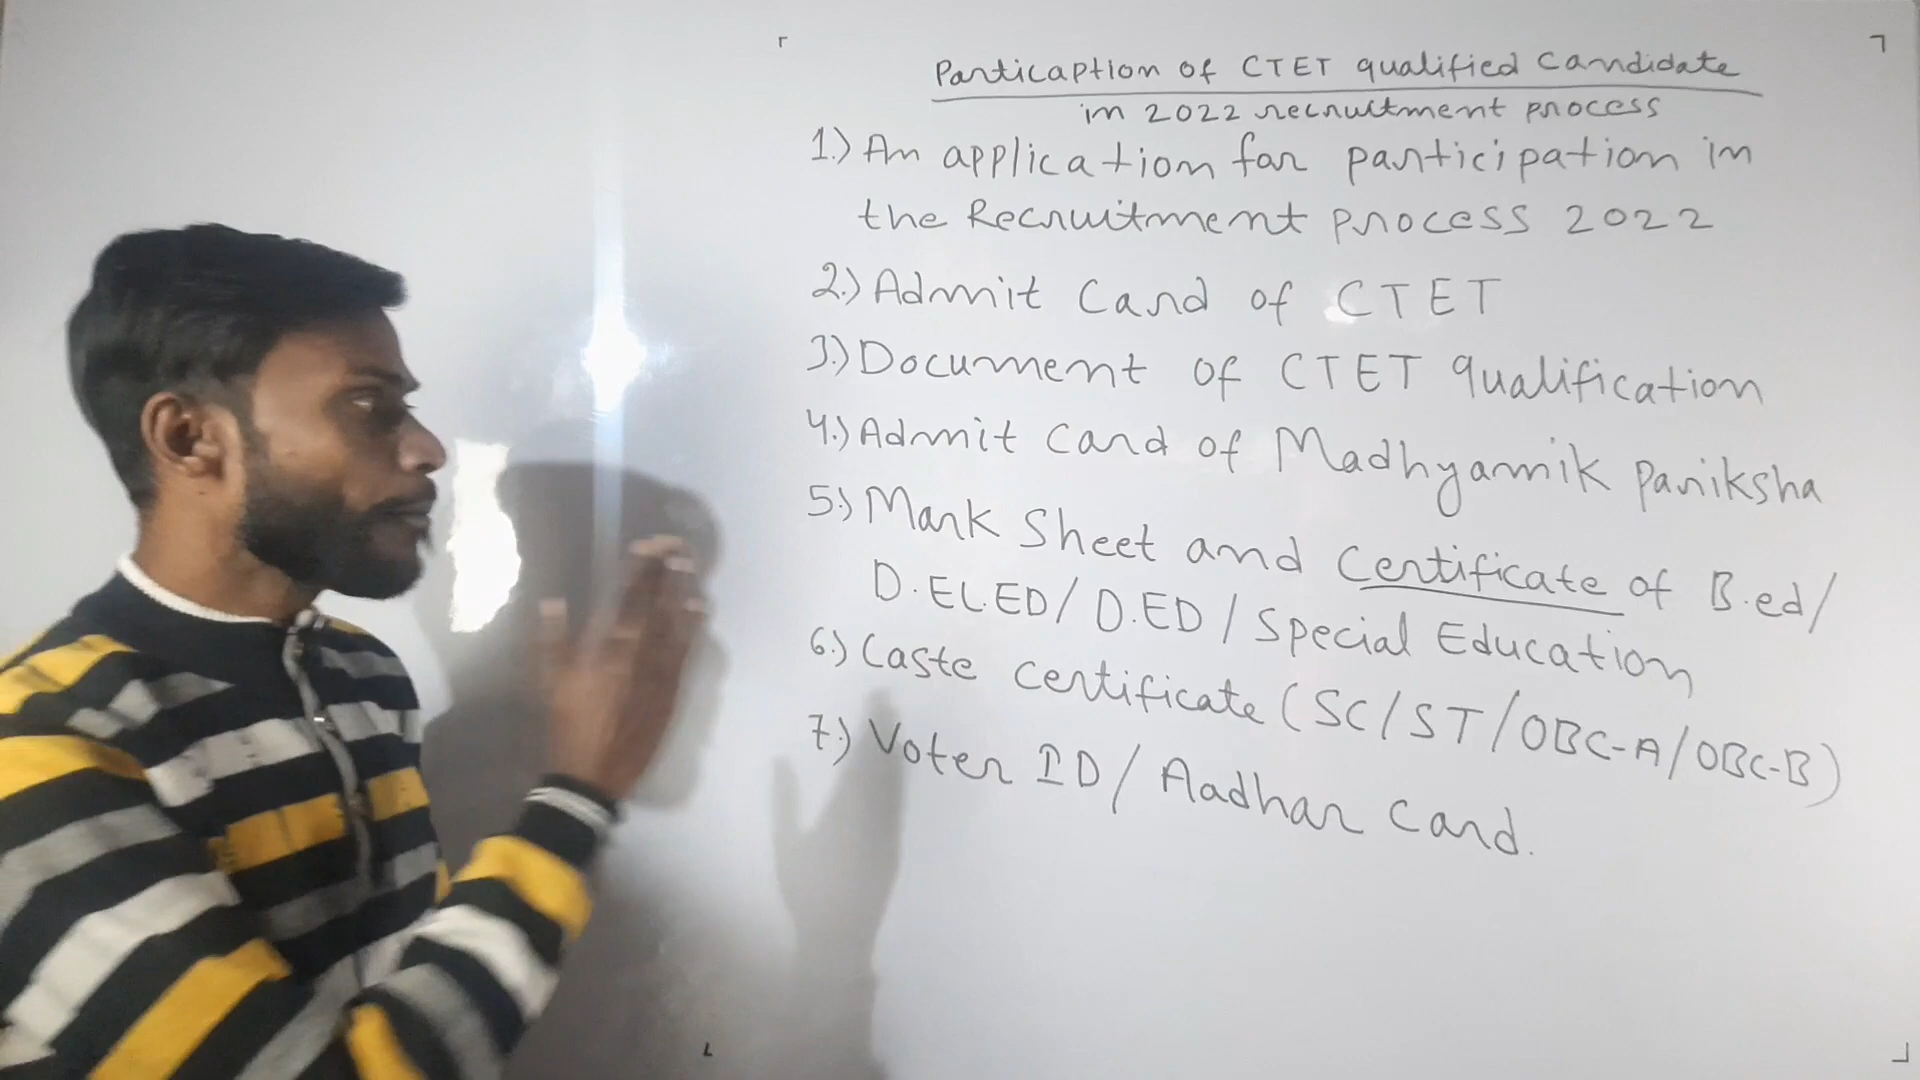 Particaption of CTET qualified candidate
in 2022 recruitment process
1.) An application for participation in
the Recruitment process 2022
2.) Admit Card of CTET
3.) Document of CTET qualification
4.) Admit card of Madhyamik Pariksha
5.) Mark Sheet and Certificate of B.ed/
D.EL.ED/ D.ED / Special Education
6.) Caste certificate (SC/ST/OBC-A/OBC-B)
7.) Voter ID/ Aadhar Card.